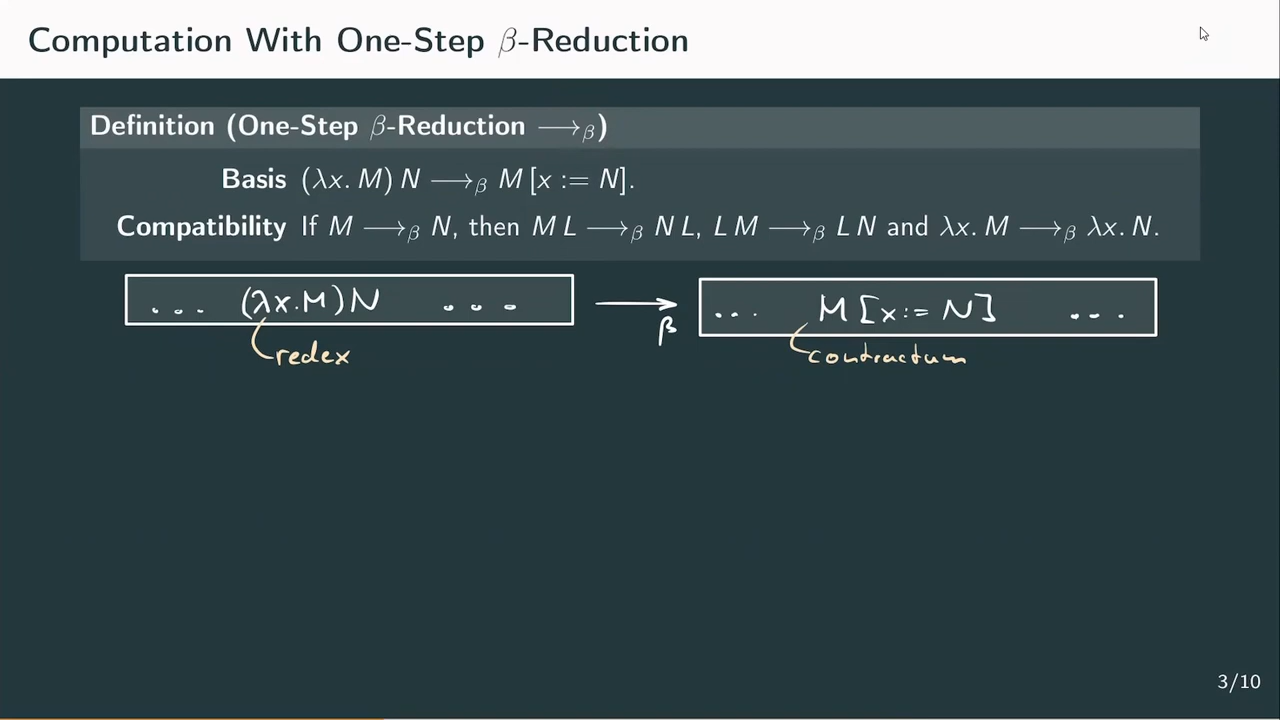 Computation With One-Step β-Reduction
Definition (One-Step β-Reduction ⟶β)
Basis (λx. M) N ⟶β M [x := N].
Compatibility If M ⟶β N, then M L ⟶β N L, L M ⟶β L N and λx. M ⟶β λx. N.
... (λx.M)N ... ⟶β ... M[x:= N] ...
redex contractum
3/10